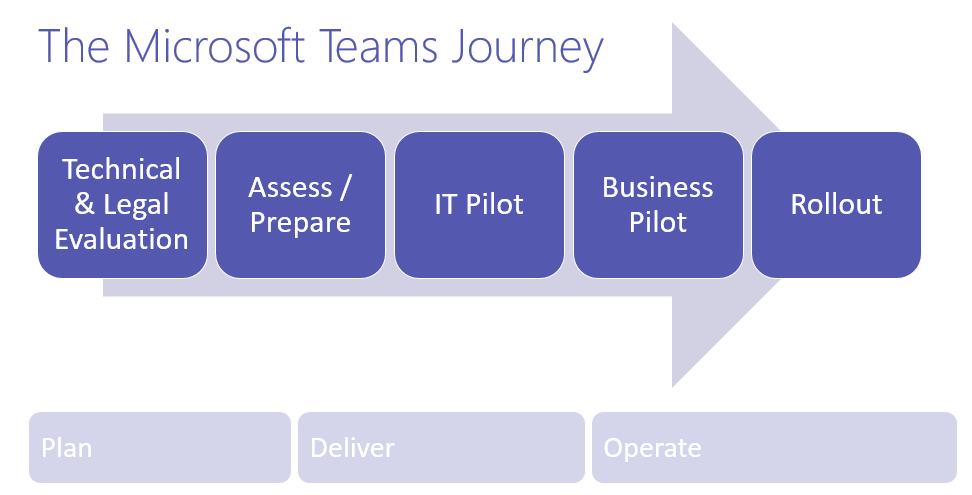 The Microsoft Teams Journey
Technical
& Legal
Evaluation
Assess /
Prepare
IT Pilot
Business
Pilot
Rollout
Plan
Deliver
Operate